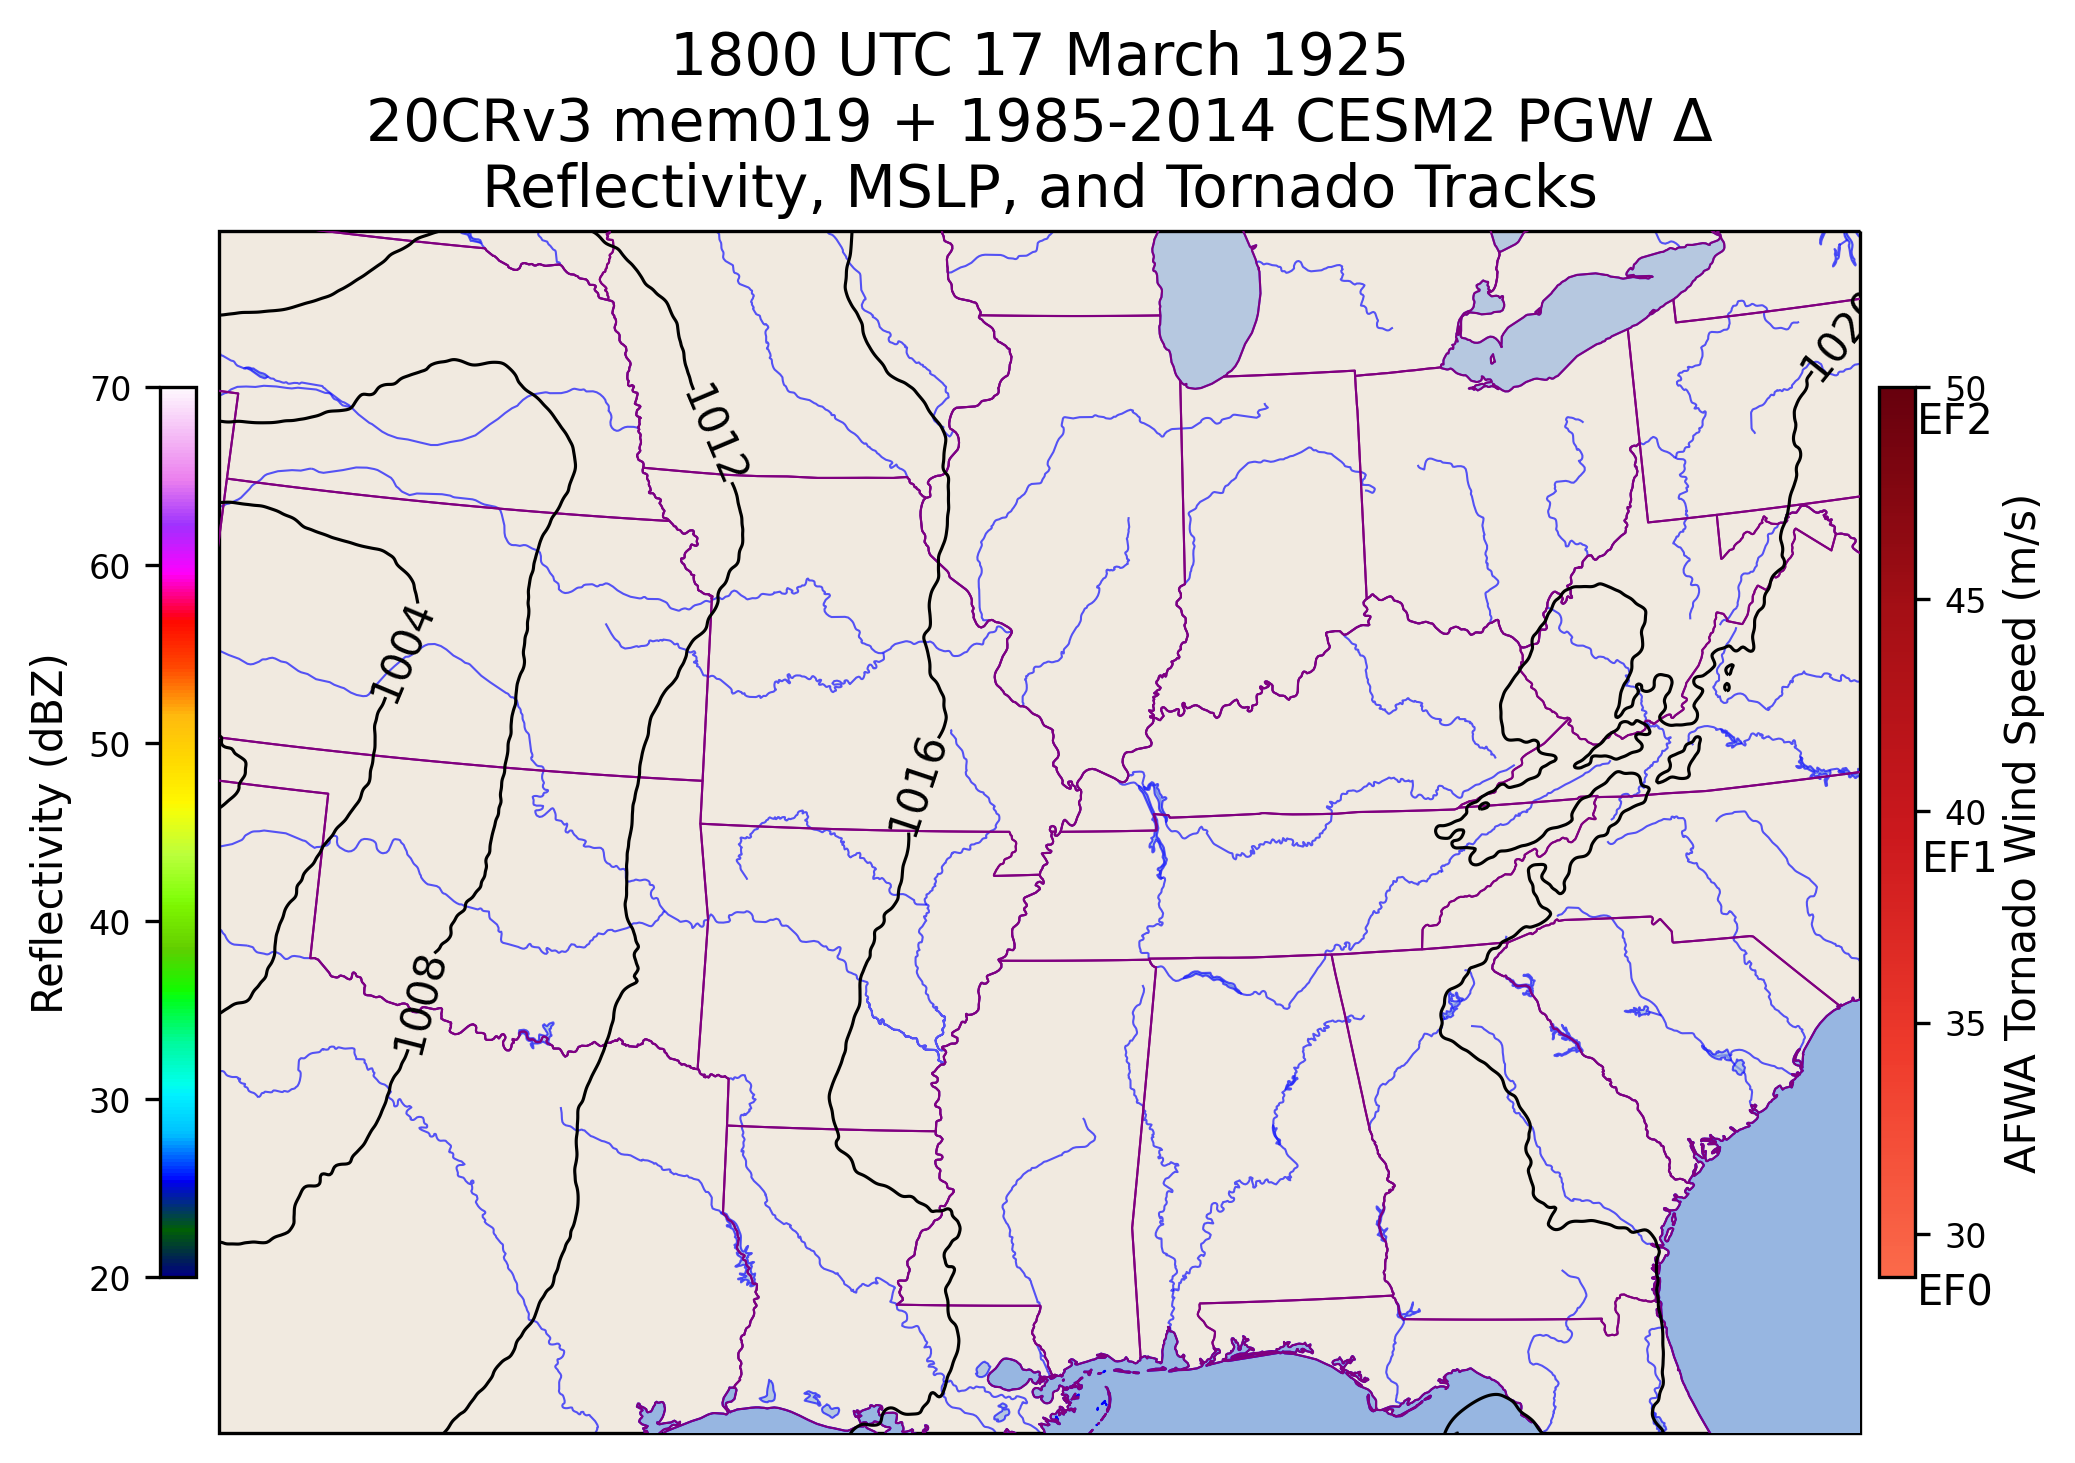 1800 UTC 17 March 1925
20CRv3 mem019 + 1985-2014 CESM2 PGW Δ
Reflectivity, MSLP, and Tornado Tracks
Reflectivity (dBZ)
70
60
50
40
30
20
1012
1004
1016
1008
50
EF2
45
40
EF1
35
30
EF0
AFWA Tornado Wind Speed (m/s)